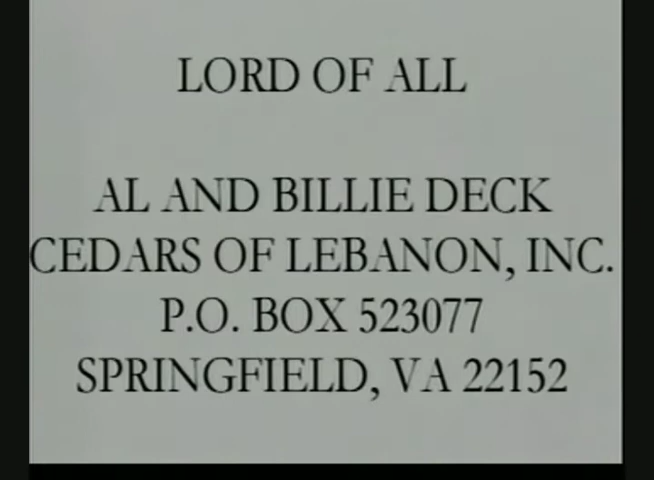 LORD OF ALL
AL AND BILLIE DECK
CEDARS OF LEBANON, INC.
P.O. BOX 523077
SPRINGFIELD, VA 22152